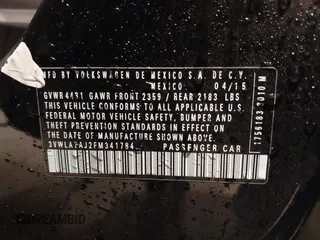 MFD BY VOLKSWAGEN DE MEXICO S.A. DE C.V.
MEXICO. 04/15
GAWR FRONT 2359 / REAR 2183 LBS
THIS VEHICLE CONFORMS TO ALL APPLICABLE U.S.
FEDERAL MOTOR VEHICLE SAFETY, BUMPER AND
THEFT PREVENTION STANDARDS IN EFFECT ON THE
DATE OF MANUFACTURE SHOWN ABOVE.
PASSENGER CAR